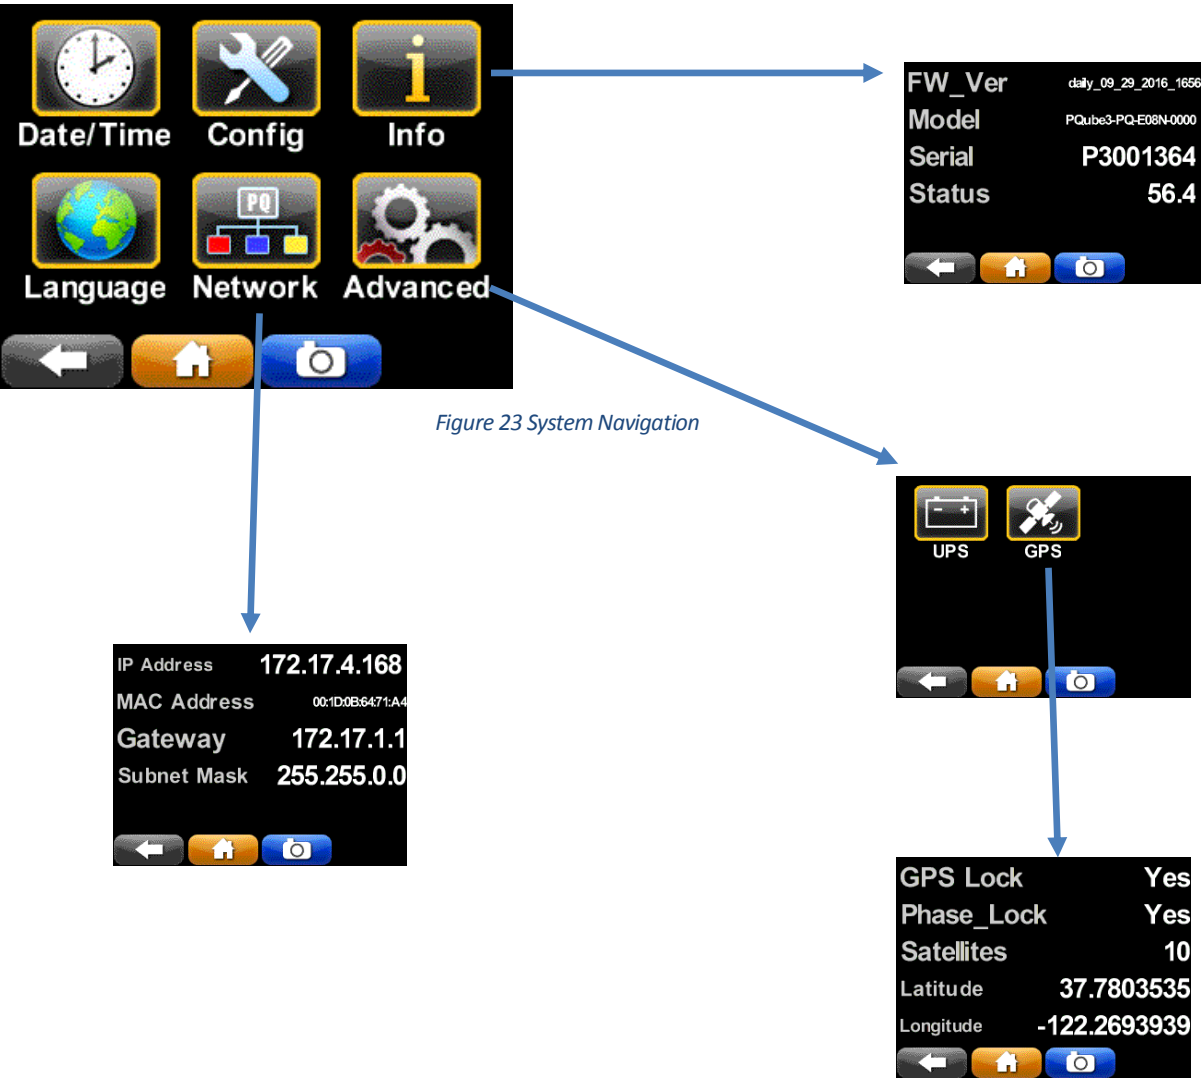 Date/Time Config Info
PQ
Language Network Advanced
FW_Ver daily_09_29_2016_1656
Model PQube3-PQ-E08N-0000
Serial P3001364
Status 56.4
Figure 23 System Navigation
UPS GPS
IP Address 172.17.4.168
MAC Address 00:1D:0B:64:71:A4
Gateway 172.17.1.1
Subnet Mask 255.255.0.0
GPS Lock Yes
Phase_Lock Yes
Satellites 10
Latitude 37.7803535
Longitude -122.2693939